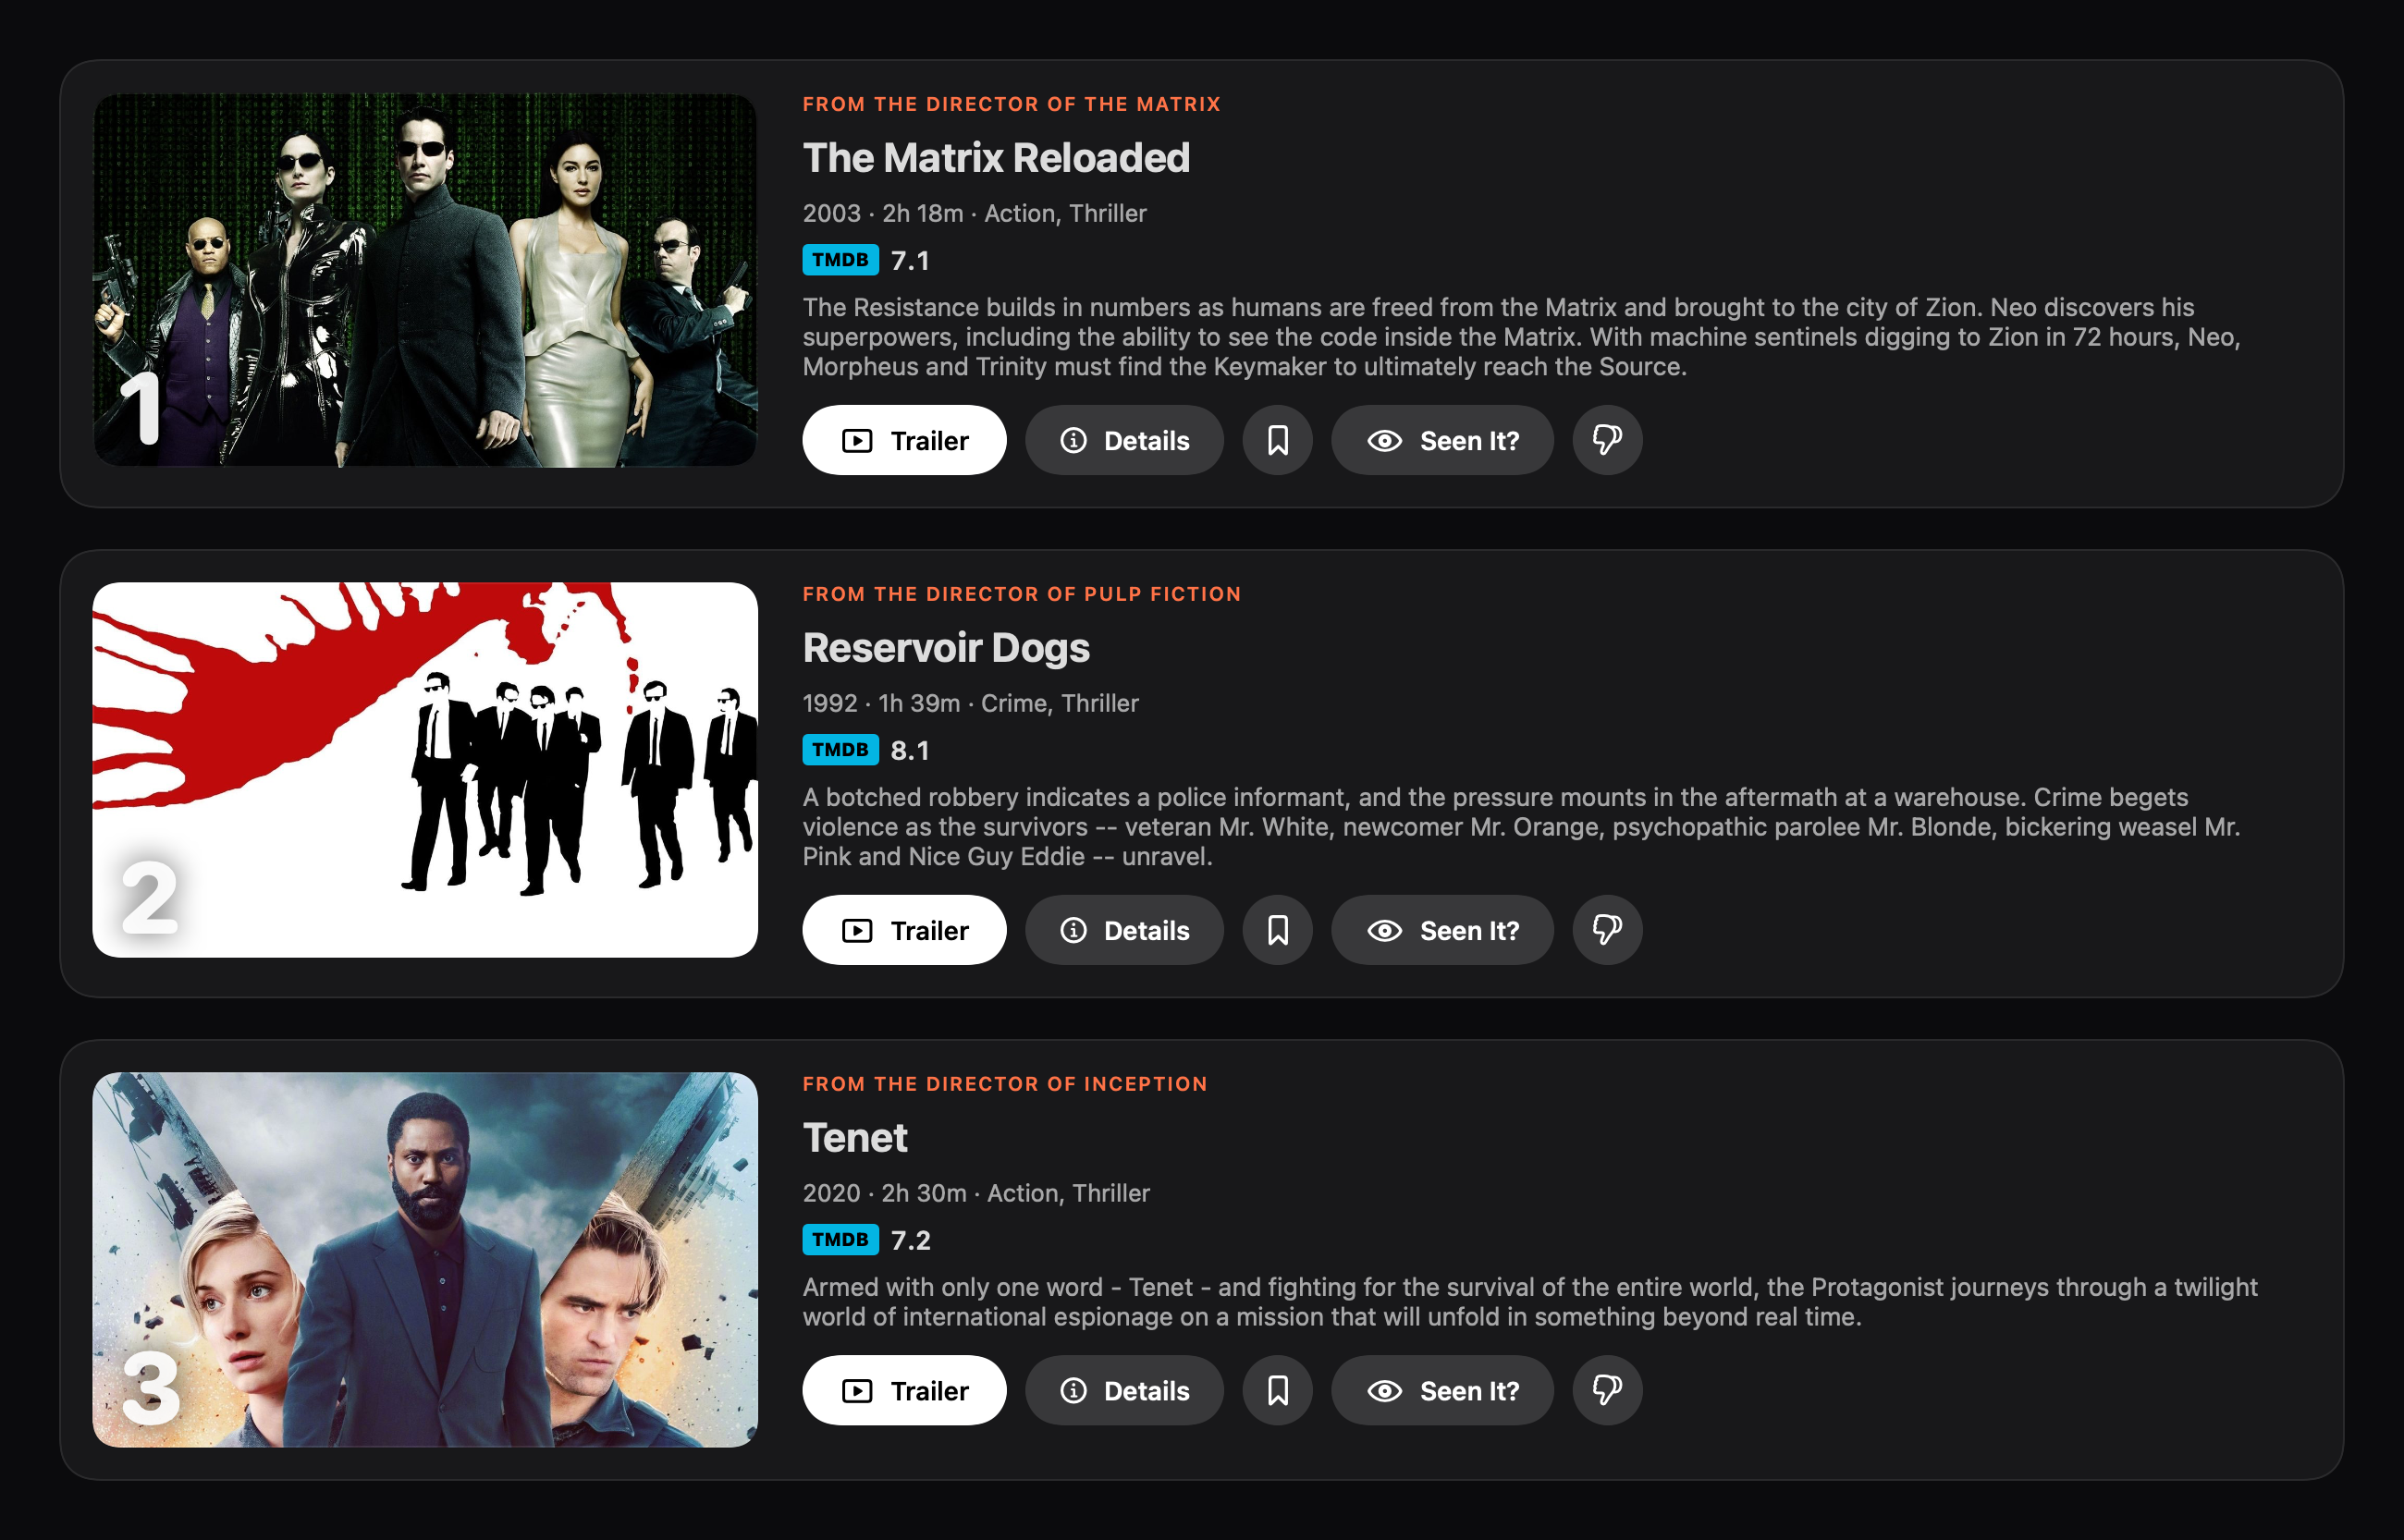 FROM THE DIRECTOR OF THE MATRIX
The Matrix Reloaded
2003 · 2h 18m · Action, Thriller
TMDB 7.1
The Resistance builds in numbers as humans are freed from the Matrix and brought to the city of Zion. Neo discovers his
superpowers, including the ability to see the code inside the Matrix. With machine sentinels digging to Zion in 72 hours, Neo,
Morpheus and Trinity must find the Keymaker to ultimately reach the Source.
1
Trailer Details Seen It?
FROM THE DIRECTOR OF PULP FICTION
Reservoir Dogs
1992 · 1h 39m · Crime, Thriller
TMDB 8.1
A botched robbery indicates a police informant, and the pressure mounts in the aftermath at a warehouse. Crime begets
violence as the survivors -- veteran Mr. White, newcomer Mr. Orange, psychopathic parolee Mr. Blonde, bickering weasel Mr.
Pink and Nice Guy Eddie -- unravel.
2
Trailer Details Seen It?
FROM THE DIRECTOR OF INCEPTION
Tenet
2020 · 2h 30m · Action, Thriller
TMDB 7.2
Armed with only one word - Tenet - and fighting for the survival of the entire world, the Protagonist journeys through a twilight
world of international espionage on a mission that will unfold in something beyond real time.
3
Trailer Details Seen It?